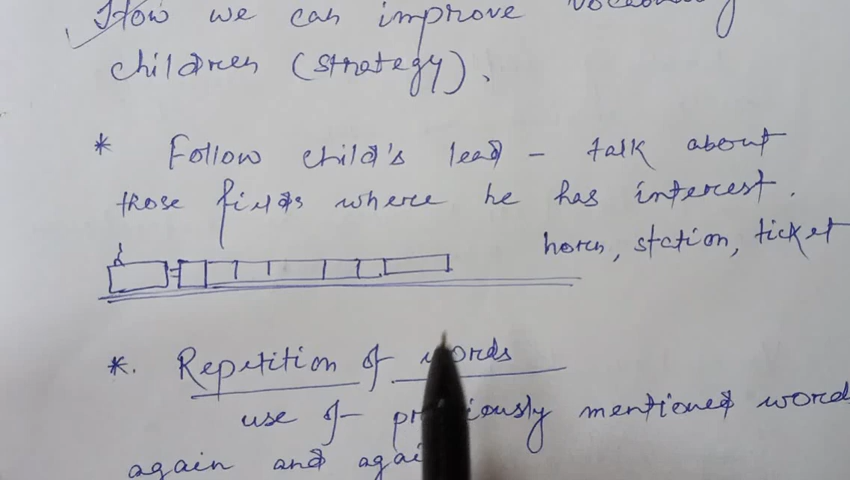 How we can improve
children (strategy).
* Follow child's lead - talk about
those fields where he has interest.
horn, station, ticket
*. Repetition of words
use of previously mentioned word
again and again